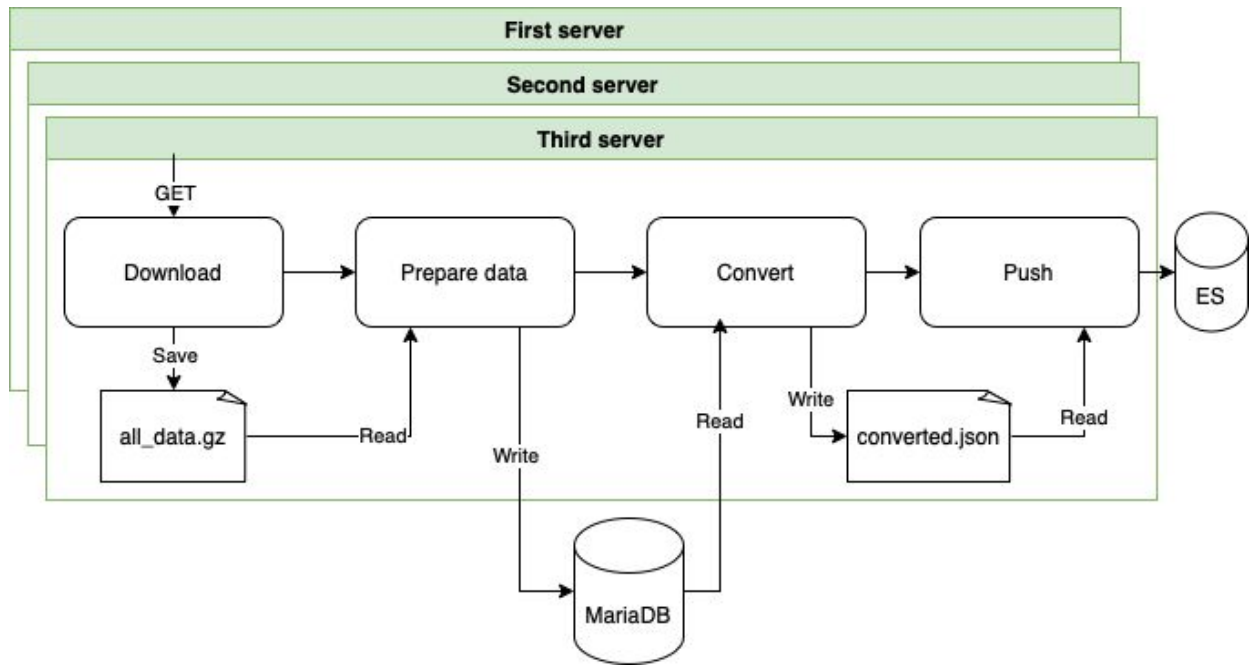 First server
Second server
Third server
GET
Download
Prepare data
Convert
Push
ES
Save
all_data.gz
Read
Write
Read
Write
converted.json
Read
MariaDB